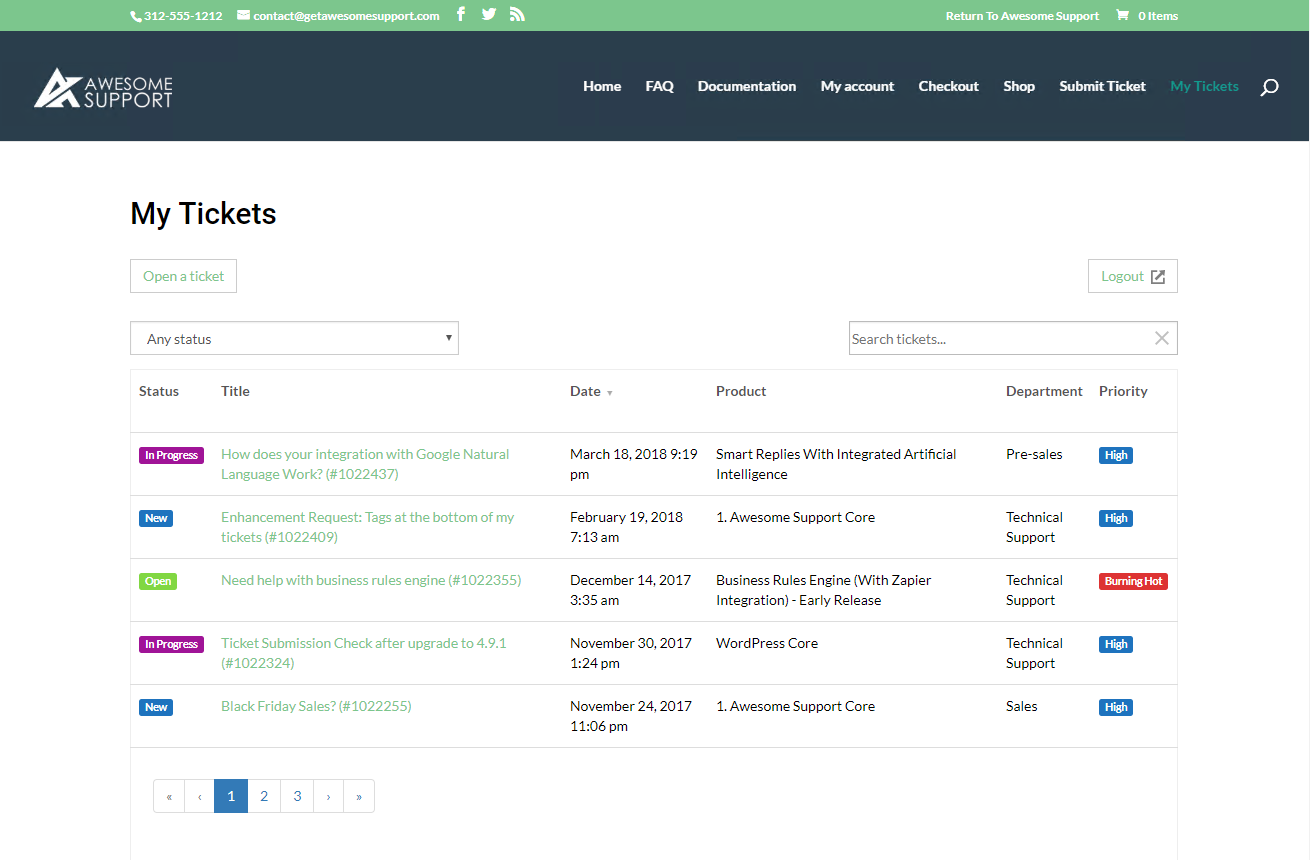 312-555-1212 contact@getawesomesupport.com Return To Awesome Support 0 Items
AWESOME
SUPPORT
Home FAQ Documentation My account Checkout Shop Submit Ticket My Tickets
My Tickets
Open a ticket Logout
Any status Search tickets...
Status Title Date Product Department Priority
In Progress How does your integration with Google Natural March 18, 2018 9:19 Smart Replies With Integrated Artificial Pre-sales High
Language Work? (#1022437) pm Intelligence
New Enhancement Request: Tags at the bottom of my February 19, 2018 1. Awesome Support Core Technical High
tickets (#1022409) 7:13 am Support
Open Need help with business rules engine (#1022355) December 14, 2017 Business Rules Engine (With Zapier Technical Burning Hot
3:35 am Integration) - Early Release Support
In Progress Ticket Submission Check after upgrade to 4.9.1 November 30, 2017 WordPress Core Technical High
(#1022324) 1:24 pm Support
New Black Friday Sales? (#1022255) November 24, 2017 1. Awesome Support Core Sales High
11:06 pm
« ‹ 1 2 3 › »